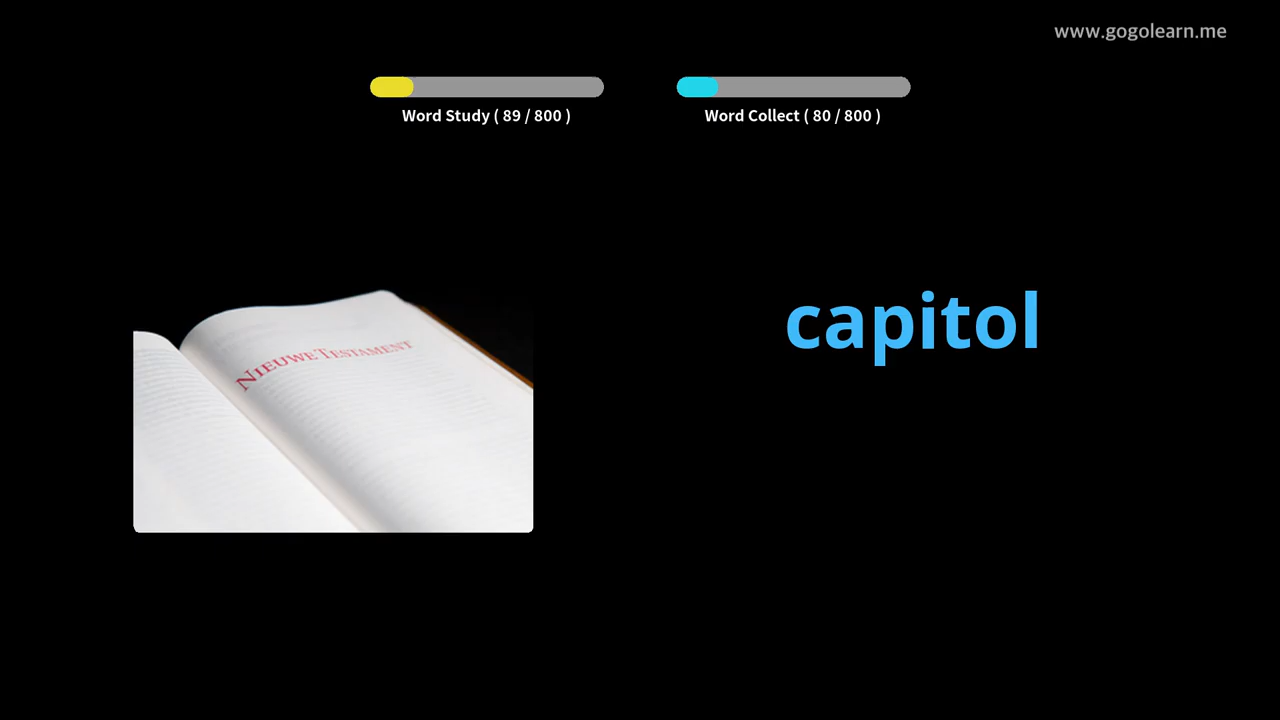 www.gogolearn.me
Word Study ( 89 / 800 )
Word Collect ( 80 / 800 )
NIEUWE TESTAMENT
capitol